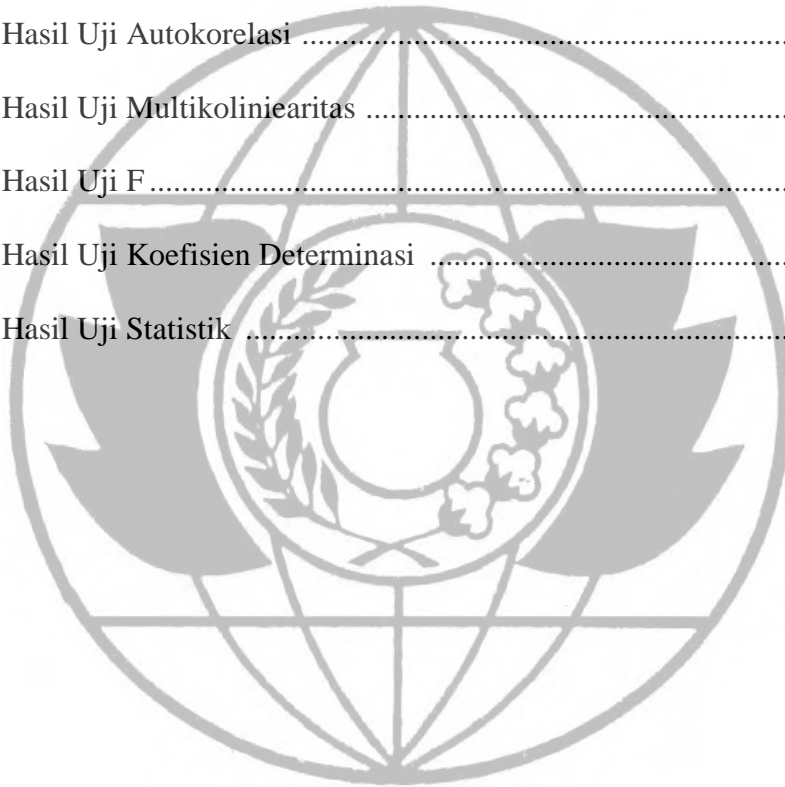 Hasil Uji Autokorelasi ..............................................................
Hasil Uji Multikoliniearitas ......................................................
Hasil Uji F.................................................................................
Hasil Uji Koefisien Determinasi .............................................
Hasil Uji Statistik .....................................................................